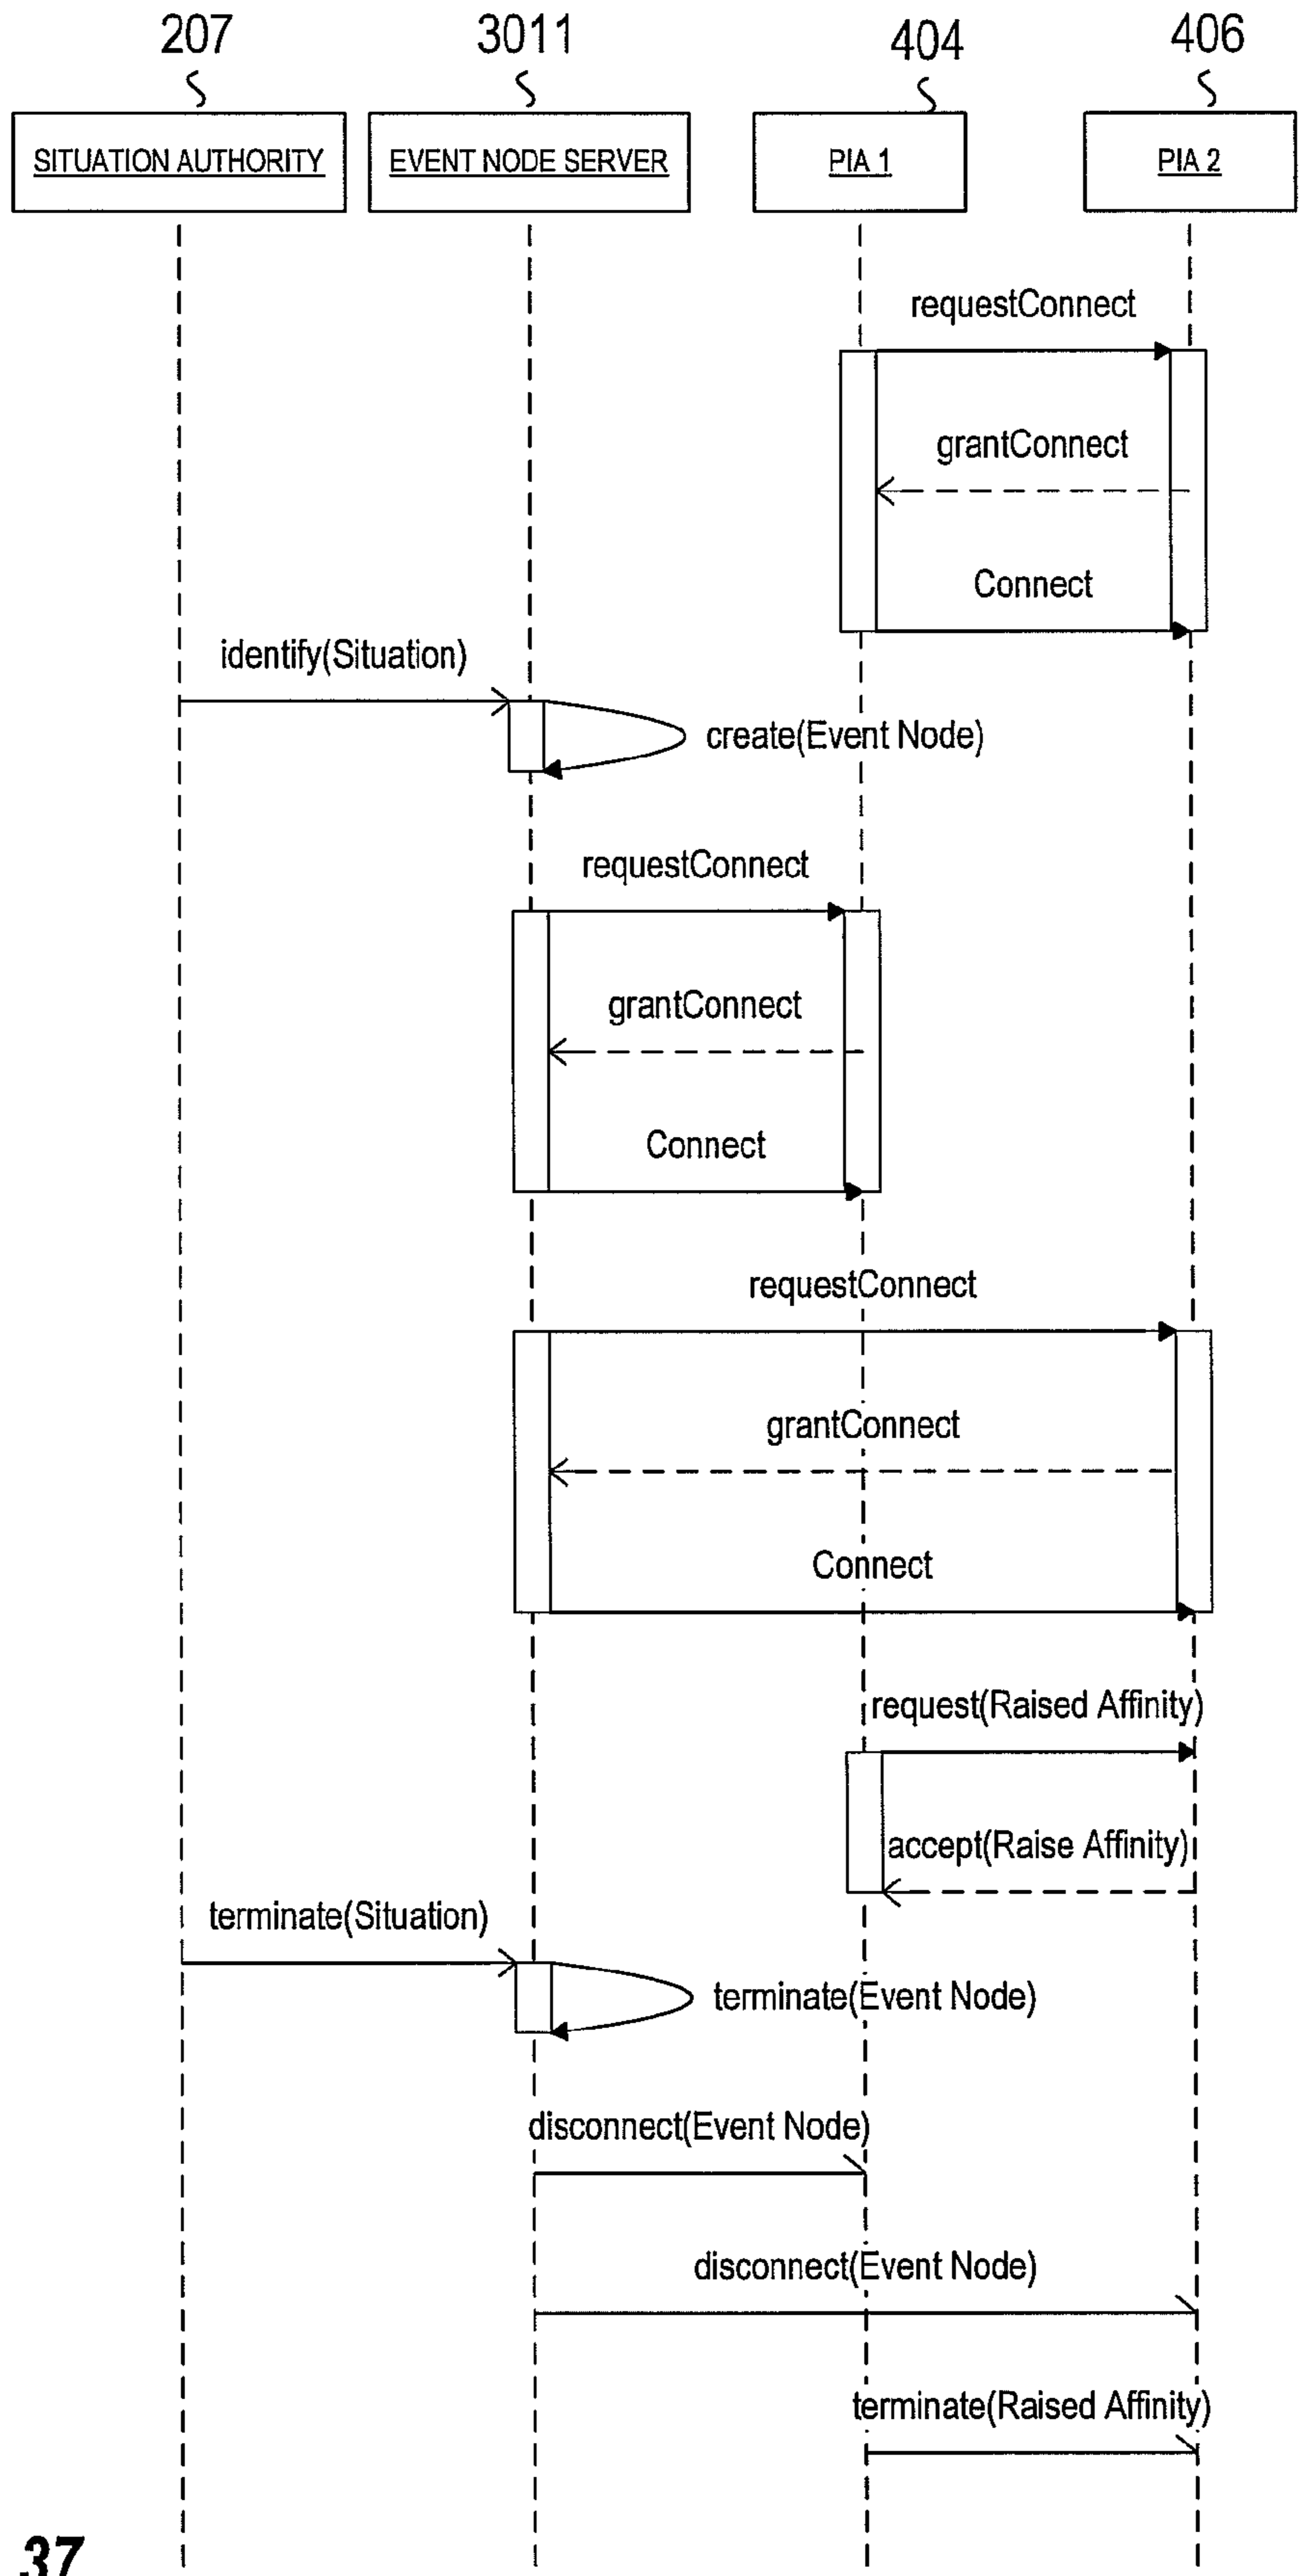 207 3011 404 406
SITUATION AUTHORITY EVENT NODE SERVER PIA 1 PIA 2
requestConnect
grantConnect
Connect
identify(Situation)
create(Event Node)
requestConnect
grantConnect
Connect
requestConnect
grantConnect
Connect
request(Raised Affinity)
accept(Raise Affinity)
terminate(Situation)
terminate(Event Node)
disconnect(Event Node)
disconnect(Event Node)
terminate(Raised Affinity)
37